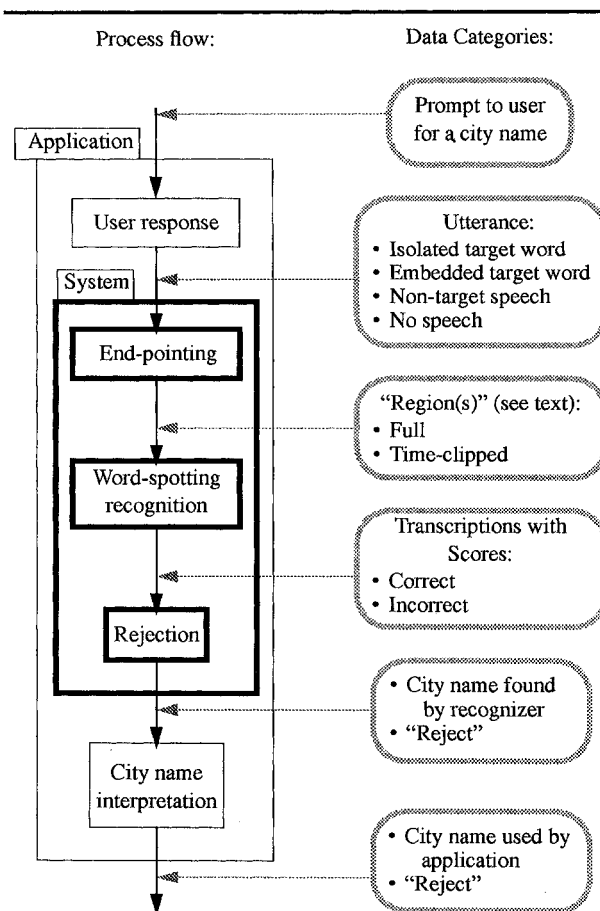 Process flow:
Data Categories:
Prompt to user
for a city name
Application
User response
Utterance:
• Isolated target word
• Embedded target word
• Non-target speech
• No speech
System
End-pointing
“Region(s)” (see text):
• Full
• Time-clipped
Word-spotting
recognition
Transcriptions with
Scores:
• Correct
• Incorrect
Rejection
• City name found
by recognizer
• “Reject”
City name
interpretation
• City name used by
application
• “Reject”